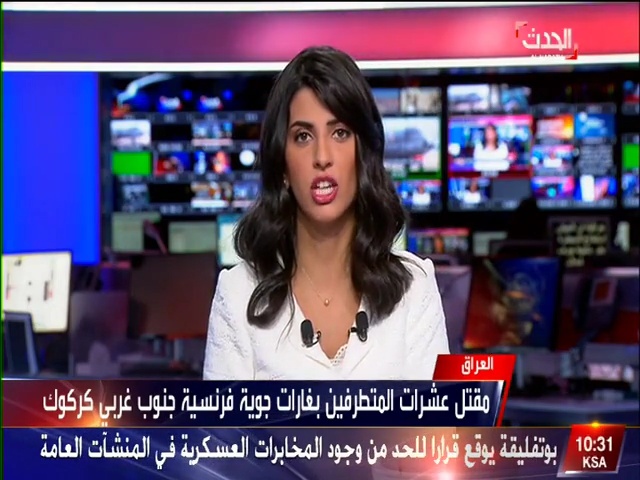 الحدث
العراق
مقتل عشرات المتطرفين بغارات جوية فرنسية جنوب غربي كركوك
بوتفليقة يوقع قرارا للحد من وجود المخابرات العسكرية في المنشآت العامة
10:31
KSA